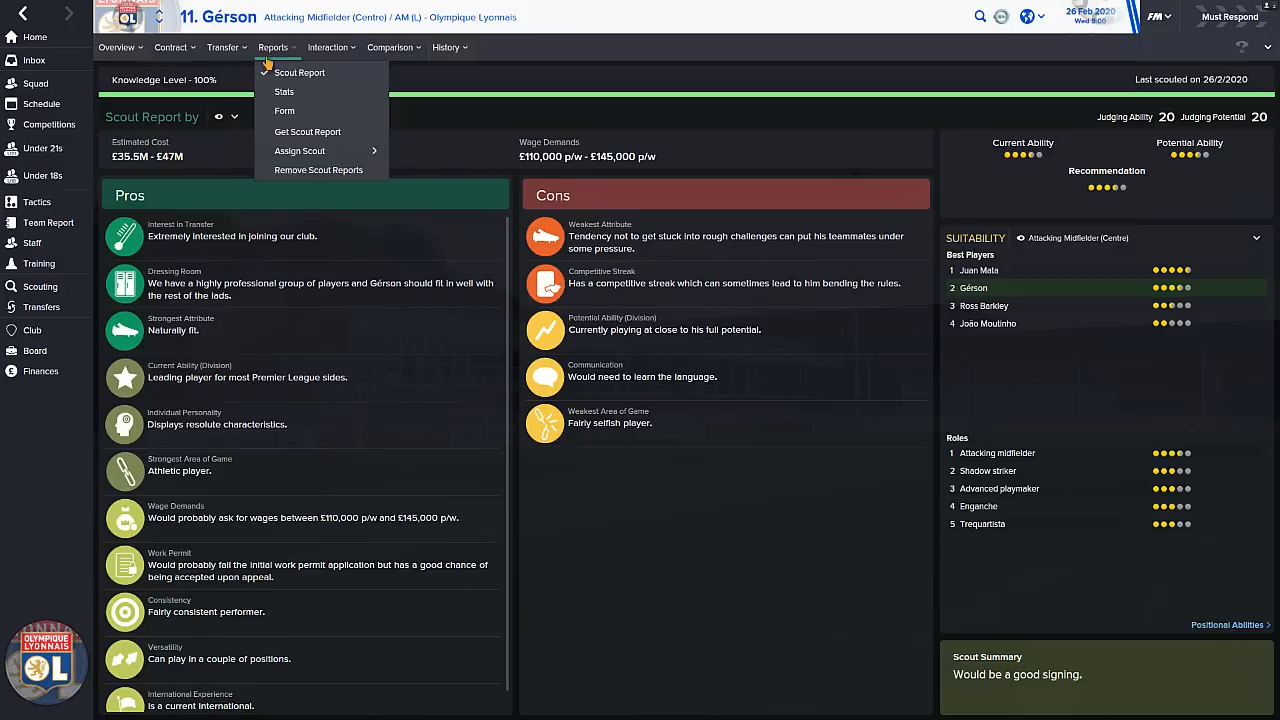 11. Gérson
Attacking Midfielder (Centre) / AM (L) - Olympique Lyonnais
26 Feb 2020
Wed 9:00
FM
Must Respond
Home
Inbox
Squad
Schedule
Competitions
Under 21s
Under 18s
Tactics
Team Report
Staff
Training
Scouting
Transfers
Club
Board
Finances
OLYMPIQUE
LYONNAIS
OL
Overview
Contract
Transfer
Reports
Interaction
Comparison
History
Scout Report
Stats
Form
Get Scout Report
Assign Scout
Remove Scout Reports
Knowledge Level - 100%
Last scouted on 26/2/2020
Scout Report by
Judging Ability 20 Judging Potential 20
Estimated Cost
£35.5M - £47M
Wage Demands
£110,000 p/w - £145,000 p/w
Current Ability
Potential Ability
Recommendation
Pros
Interest in Transfer
Extremely interested in joining our club.
Dressing Room
We have a highly professional group of players and Gérson should fit in well with
the rest of the lads.
Strongest Attribute
Naturally fit.
Current Ability (Division)
Leading player for most Premier League sides.
Individual Personality
Displays resolute characteristics.
Strongest Area of Game
Athletic player.
Wage Demands
Would probably ask for wages between £110,000 p/w and £145,000 p/w.
Work Permit
Would probably fail the initial work permit application but has a good chance of
being accepted upon appeal.
Consistency
Fairly consistent performer.
Versatility
Can play in a couple of positions.
International Experience
Is a current International.
Cons
Weakest Attribute
Tendency not to get stuck into rough challenges can put his teammates under
some pressure.
Competitive Streak
Has a competitive streak which can sometimes lead to him bending the rules.
Potential Ability (Division)
Currently playing at close to his full potential.
Communication
Would need to learn the language.
Weakest Area of Game
Fairly selfish player.
SUITABILITY
Attacking Midfielder (Centre)
Best Players
1 Juan Mata
2 Gérson
3 Ross Barkley
4 João Moutinho
Roles
1 Attacking midfielder
2 Shadow striker
3 Advanced playmaker
4 Enganche
5 Trequartista
Positional Abilities >
Scout Summary
Would be a good signing.